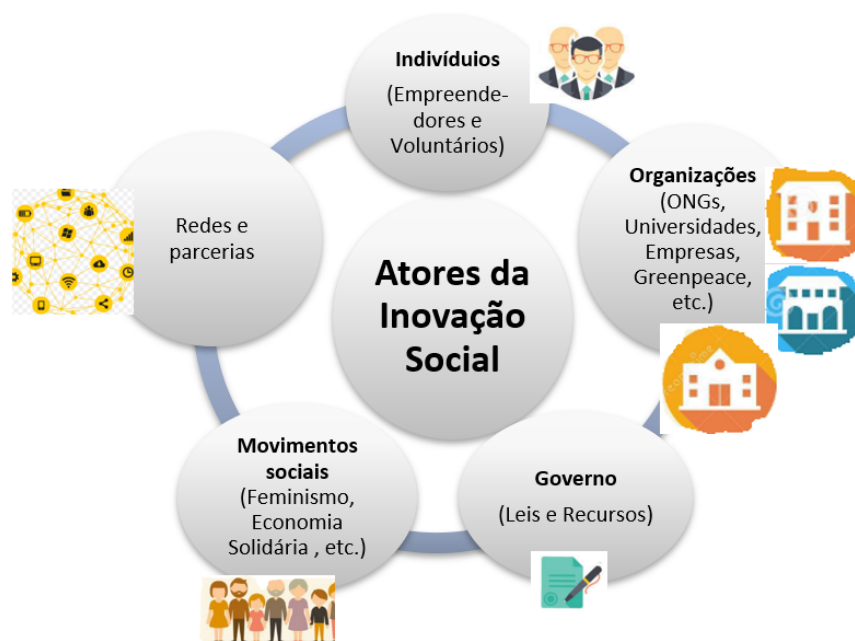 Indivíduios
(Empreende-
dores e
Voluntários)
Organizações
(ONGs,
Universidades,
Empresas,
Greenpeace,
etc.)
Redes e
parcerias
Atores da
Inovação
Social
Movimentos
sociais
(Feminismo,
Economia
Solidária , etc.)
Governo
(Leis e Recursos)